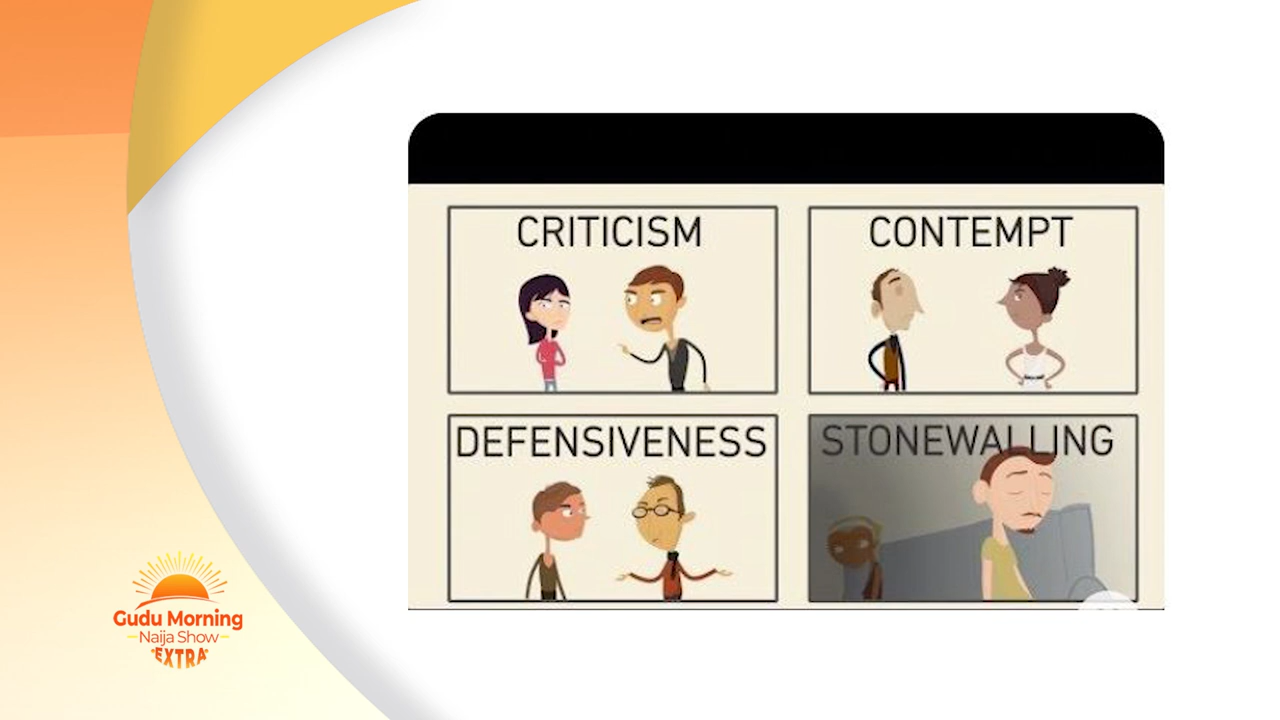 CRITICISM
CONTEMPT
DEFENSIVENESS
STONEWALLING
Gudu Morning
Naija Show
EXTRA